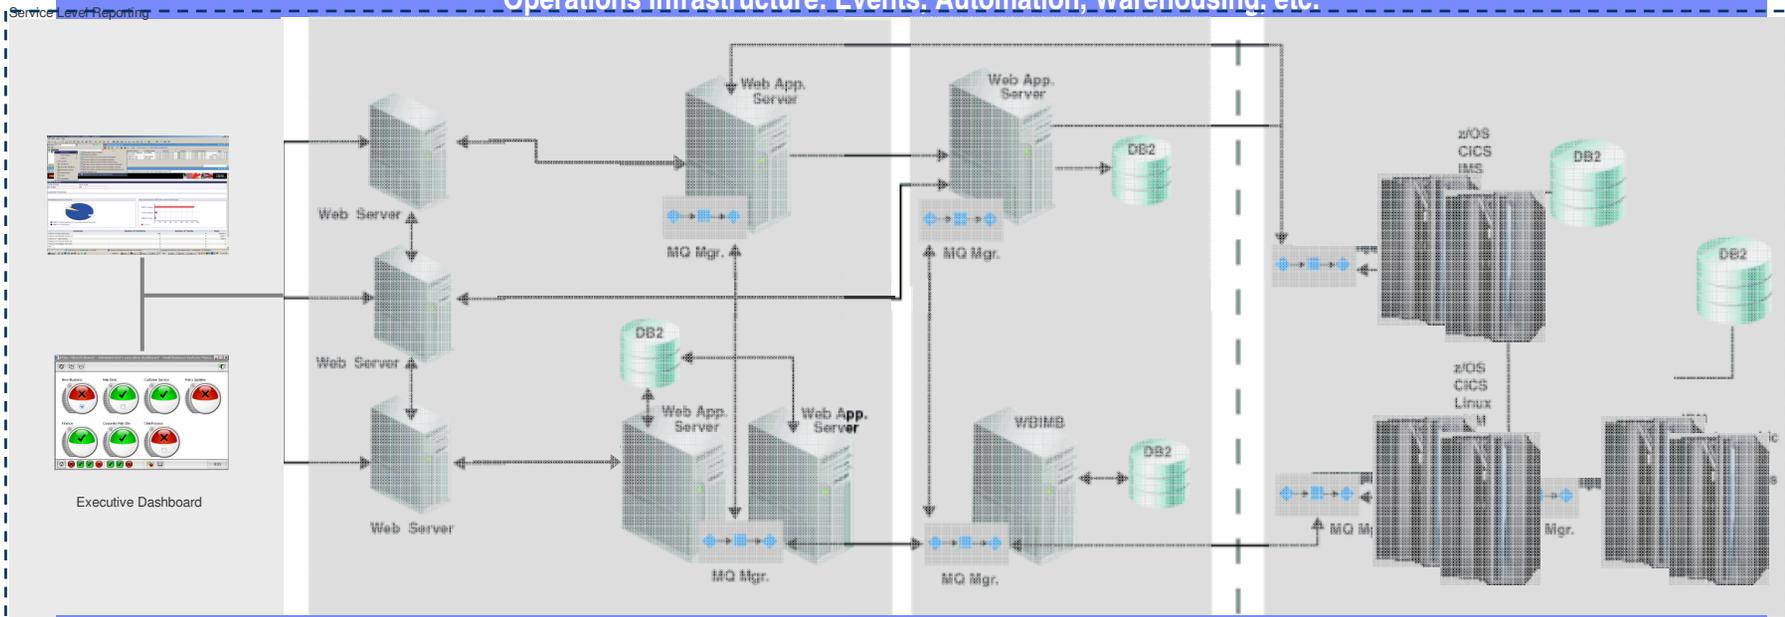 Operations Infrastructure: Events, Automation, Warehousing, etc.
Service Level Reporting
Executive Dashboard
Web Server
Web Server
Web Server
Web App.
Server
MQ Mgr.
DB2
Web App.
Server
Web App.
Server
MQ Mgr.
Web App.
Server
DB2
MQ Mgr.
WBIMB
DB2
MQ Mgr.
z/OS
CICS
IMS
DB2
DB2
z/OS
CICS
Linux
M
MQ M
Mgr.